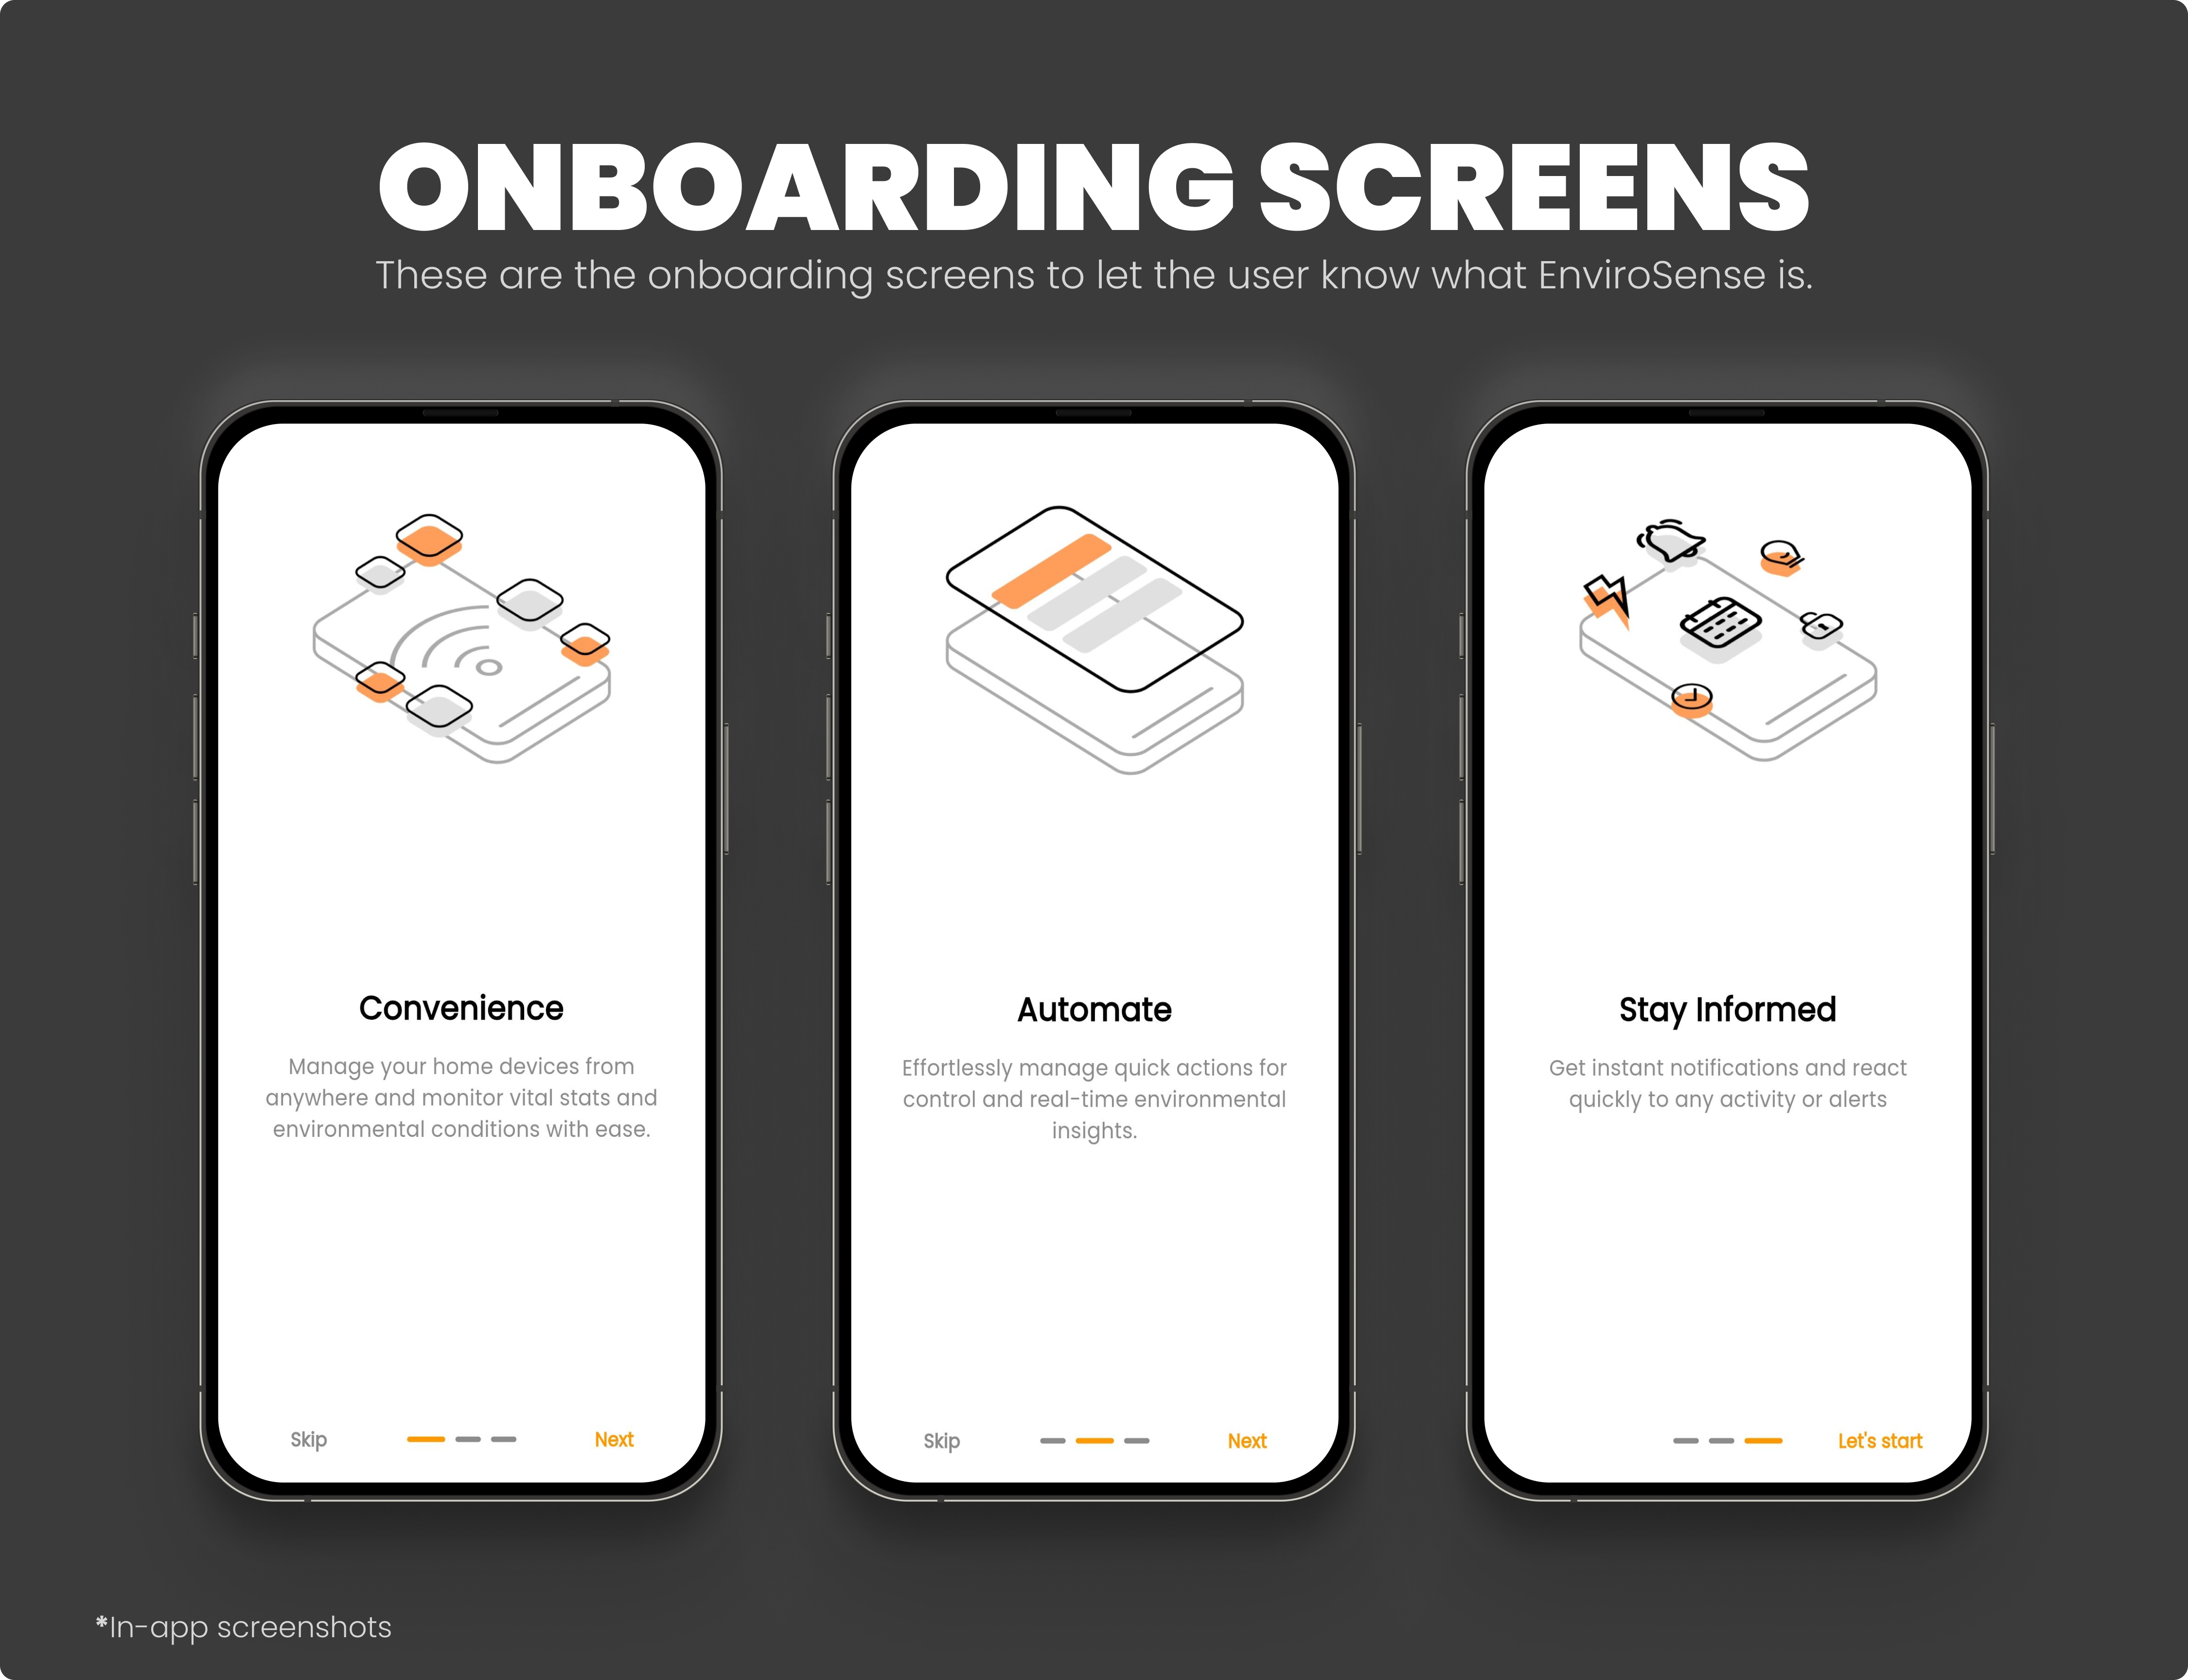 ONBOARDING SCREENS
These are the onboarding screens to let the user know what EnviroSense is.
Convenience
Manage your home devices from
anywhere and monitor vital stats and
environmental conditions with ease.
Skip
Next
Automate
Effortlessly manage quick actions for
control and real-time environmental
insights.
Skip
Next
Stay Informed
Get instant notifications and react
quickly to any activity or alerts
Let's start
*In-app screenshots